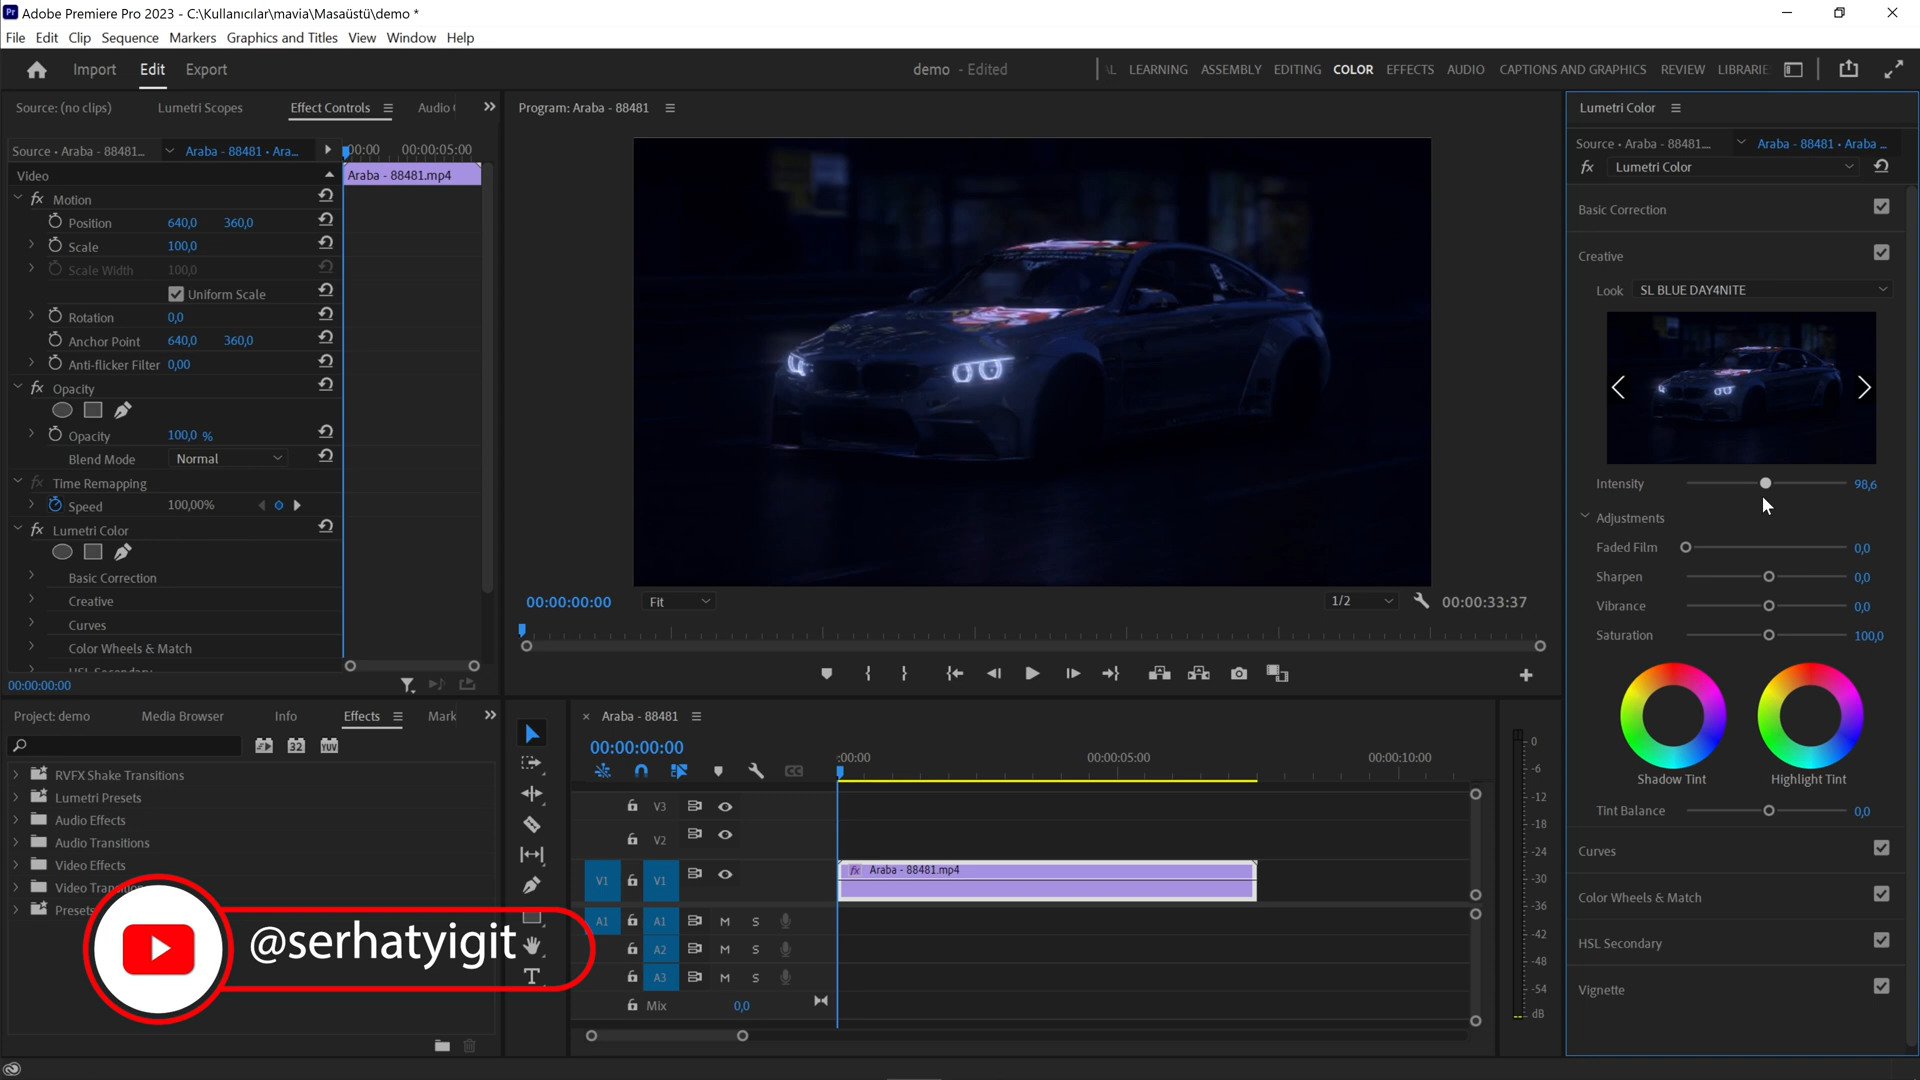 Adobe Premiere Pro 2023 - C:\Kullanıcılar\mavia\Masaüstü\demo *
File Edit Clip Sequence Markers Graphics and Titles View Window Help
Import Edit Export
demo - Edited
LEARNING ASSEMBLY EDITING COLOR EFFECTS AUDIO CAPTIONS AND GRAPHICS REVIEW LIBRARIE
Source: (no clips) Lumetri Scopes Effect Controls Audio
Source • Araba - 88481... Araba - 88481 • Ara...
:00:00 00:00:05:00
Video
Araba - 88481.mp4
fx Motion
Position 640,0 360,0
Scale 100,0
Scale Width 100,0
Uniform Scale
Rotation 0,0
Anchor Point 640,0 360,0
Anti-flicker Filter 0,00
fx Opacity
Opacity 100,0 %
Blend Mode Normal
fx Time Remapping
Speed 100,00%
fx Lumetri Color
Basic Correction
Creative
Curves
Color Wheels & Match
HSL Secondary
00:00:00:00
Program: Araba - 88481
00:00:00:00 Fit 1/2 00:00:33:37
Lumetri Color
Source • Araba - 88481... Araba - 88481 • Araba ...
fx Lumetri Color
Basic Correction
Creative
Look SL BLUE DAY4NITE
Intensity 98,6
Adjustments
Faded Film 0,0
Sharpen 0,0
Vibrance 0,0
Saturation 100,0
Shadow Tint Highlight Tint
Tint Balance 0,0
Curves
Color Wheels & Match
HSL Secondary
Vignette
Project: demo Media Browser Info Effects Mark
32 YUV
RVFX Shake Transitions
Lumetri Presets
Audio Effects
Audio Transitions
Video Effects
Video Transitions
Presets
@serhatyigit
Araba - 88481
00:00:00:00
:00:00 00:00:05:00 00:00:10:00
V3
V2
V1 V1
fx Araba - 88481.mp4
A1 A1 M S
A2 M S
A3 M S
Mix 0,0
0
-6
-12
-18
-24
-30
-36
-42
-48
-54
dB